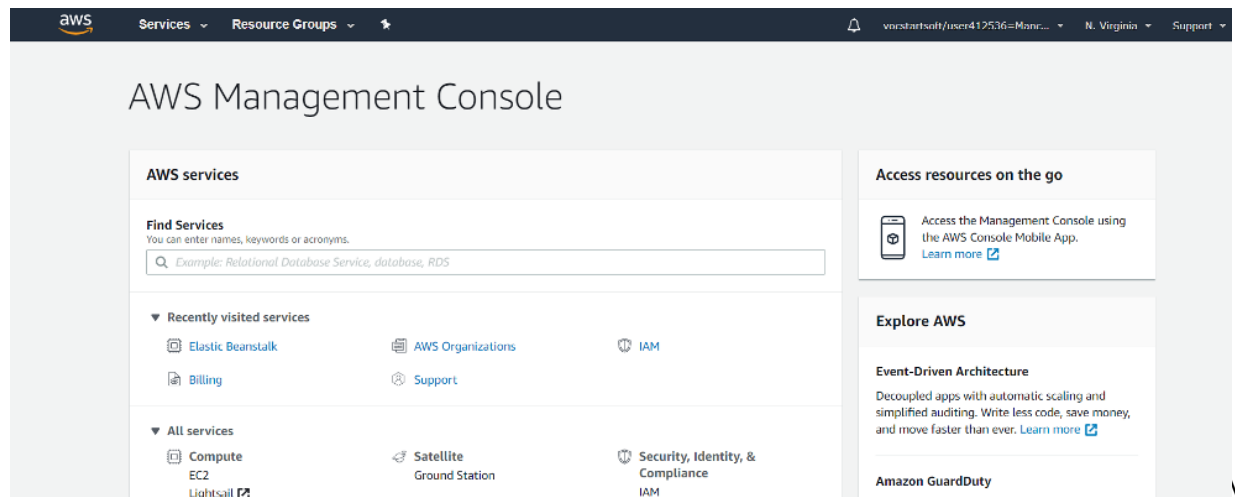 aws
Services Resource Groups
vocstartsoft/user412536=Manc... N. Virginia Support
AWS Management Console
AWS services
Find Services
You can enter names, keywords or acronyms.
Example: Relational Database Service, database, RDS
Recently visited services
Elastic Beanstalk AWS Organizations IAM
Billing Support
All services
Compute
EC2
Lightsail
Satellite
Ground Station
Security, Identity, &
Compliance
IAM
Access resources on the go
Access the Management Console using
the AWS Console Mobile App.
Learn more
Explore AWS
Event-Driven Architecture
Decoupled apps with automatic scaling and
simplified auditing. Write less code, save money,
and move faster than ever. Learn more
Amazon GuardDuty